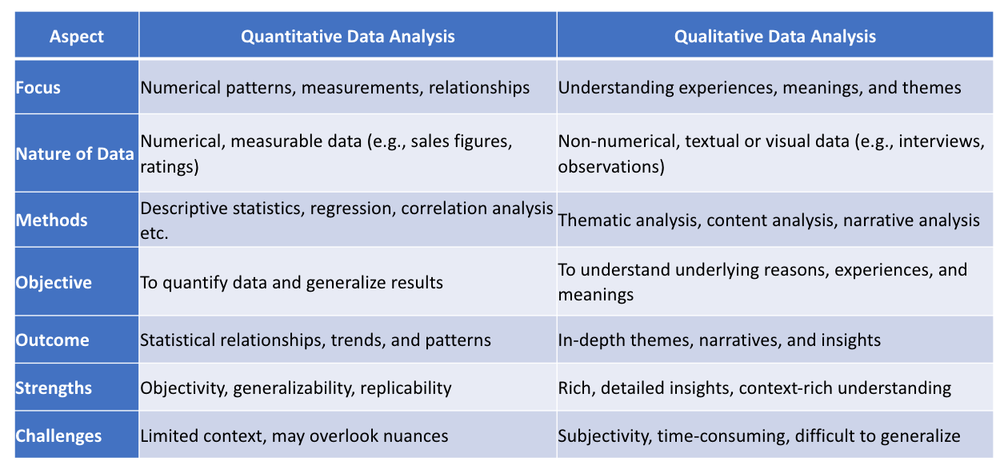 Aspect
Quantitative Data Analysis
Qualitative Data Analysis
Focus
Numerical patterns, measurements, relationships
Understanding experiences, meanings, and themes
Nature of Data
Numerical, measurable data (e.g., sales figures,
ratings)
Non-numerical, textual or visual data (e.g., interviews,
observations)
Methods
Descriptive statistics, regression, correlation analysis
etc.
Thematic analysis, content analysis, narrative analysis
Objective
To quantify data and generalize results
To understand underlying reasons, experiences, and
meanings
Outcome
Statistical relationships, trends, and patterns
In-depth themes, narratives, and insights
Strengths
Objectivity, generalizability, replicability
Rich, detailed insights, context-rich understanding
Challenges
Limited context, may overlook nuances
Subjectivity, time-consuming, difficult to generalize